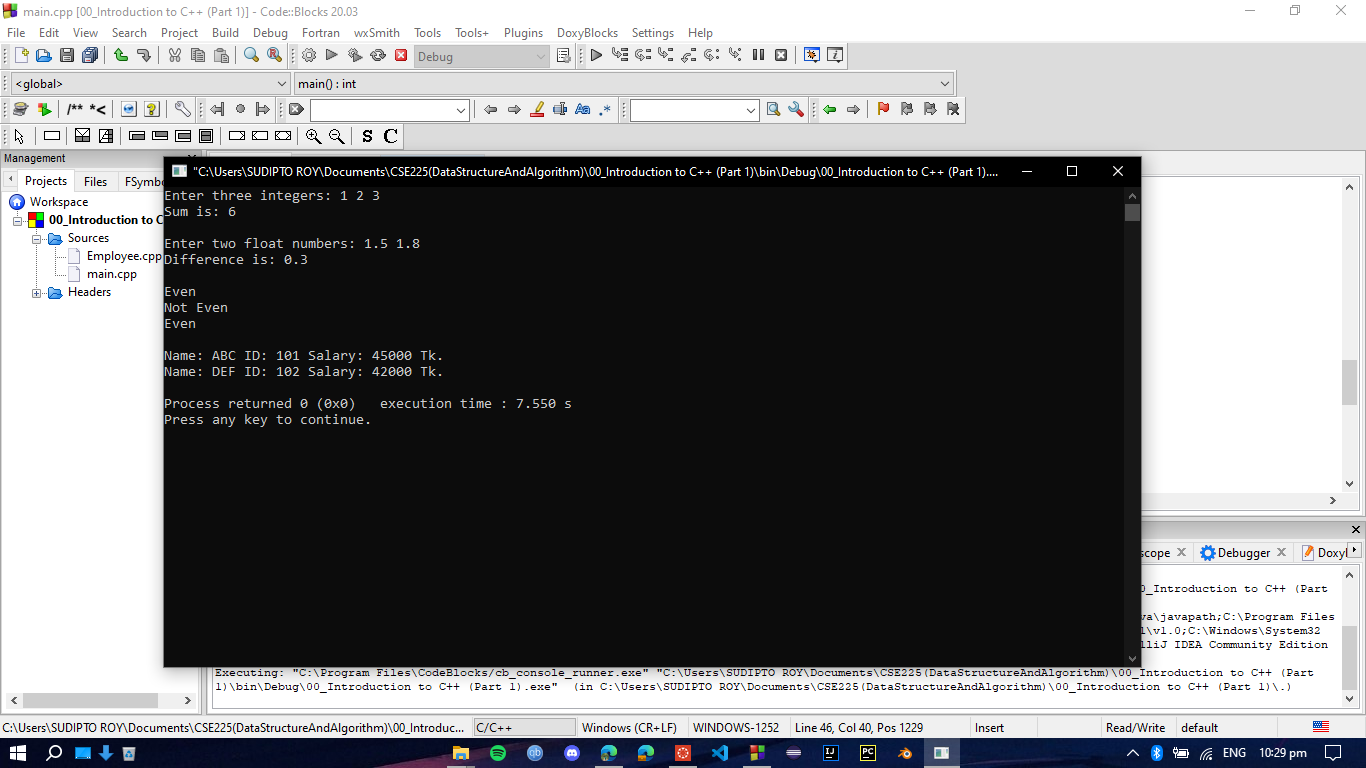 main.cpp [00_Introduction to C++ (Part 1)] - Code::Blocks 20.03
File Edit View Search Project Build Debug Fortran wxSmith Tools Tools+ Plugins DoxyBlocks Settings Help
Debug
<global> main() : int
/** *< Aa .*
S C
Management
Projects Files FSymbo
Workspace
00_Introduction to C
Sources
Employee.cpp
main.cpp
Headers
"C:\Users\SUDIPTO ROY\Documents\CSE225(DataStructureAndAlgorithm)\00_Introduction to C++ (Part 1)\bin\Debug\00_Introduction to C++ (Part 1)....
Enter three integers: 1 2 3
Sum is: 6
Enter two float numbers: 1.5 1.8
Difference is: 0.3
Even
Not Even
Even
Name: ABC ID: 101 Salary: 45000 Tk.
Name: DEF ID: 102 Salary: 42000 Tk.
Process returned 0 (0x0)   execution time : 7.550 s
Press any key to continue.
scope Debugger Doxyl
0_Introduction to C++ (Part
va\javapath;C:\Program Files
l\v1.0;C:\Windows\System32
lliJ IDEA Community Edition
Executing: "C:\Program Files\CodeBlocks/cb_console_runner.exe" "C:\Users\SUDIPTO ROY\Documents\CSE225(DataStructureAndAlgorithm)\00_Introduction to C++ (Part
1)\bin\Debug\00_Introduction to C++ (Part 1).exe"  (in C:\Users\SUDIPTO ROY\Documents\CSE225(DataStructureAndAlgorithm)\00_Introduction to C++ (Part 1)\.)
C:\Users\SUDIPTO ROY\Documents\CSE225(DataStructureAndAlgorithm)\00_Introduc... C/C++ Windows (CR+LF) WINDOWS-1252 Line 46, Col 40, Pos 1229 Insert Read/Write default
ENG 10:29 pm